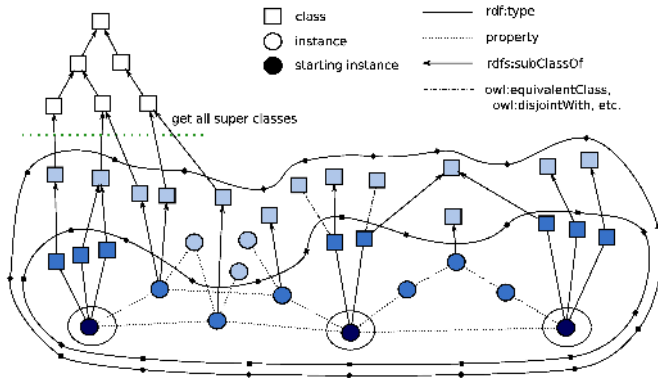 class
instance
starting instance
rdf:type
property
rdfs:subClassOf
owl:equivalentClass,
owl:disjointWith, etc.
get all super classes